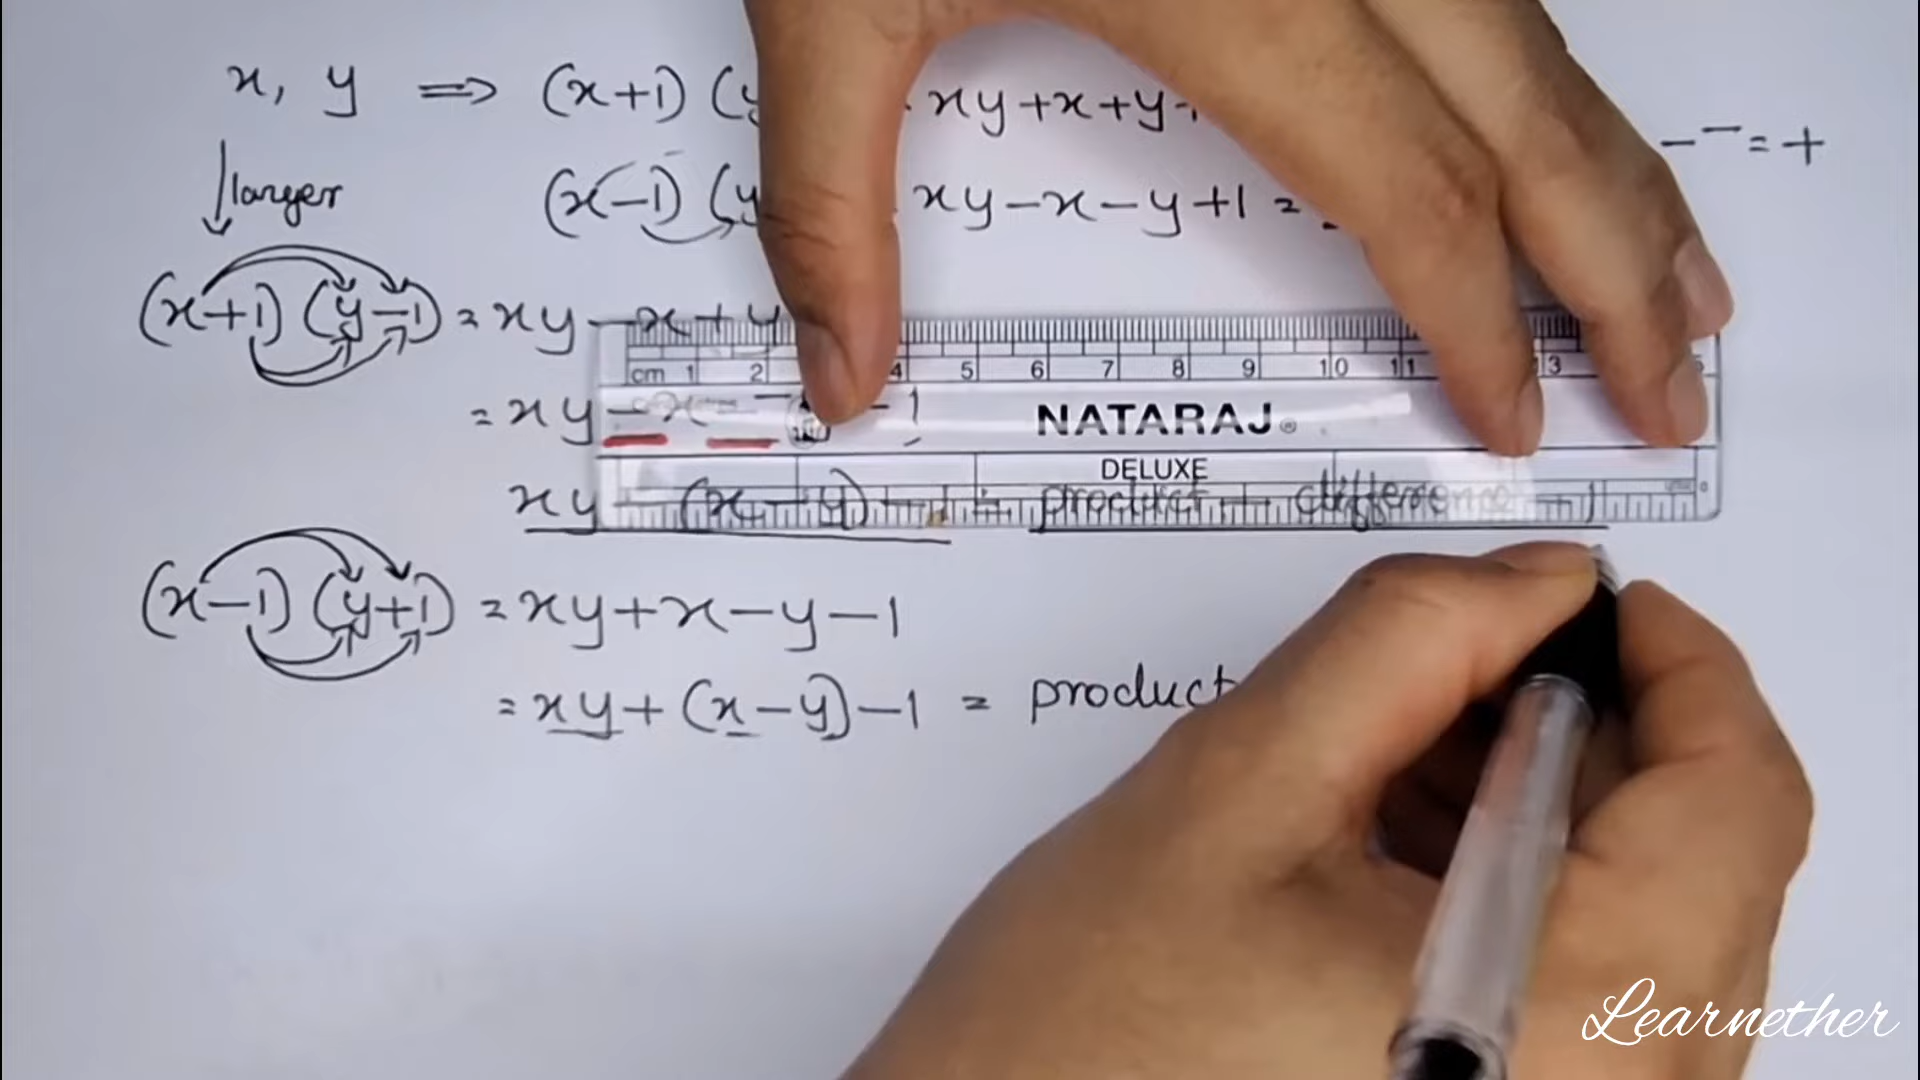 x, y ⇒ (x+1) (y xy+x+y+
- - = +
larger
(x-1) (y xy-x-y+1 =
(x+1) (y-1) = xy-x+y
cm 1 2 4 5 6 7 8 9 10 11 13
= xy-x - 1
NATARAJ®
DELUXE
xy - (x-y) - 1 = product - difference - 1
(x-1) (y+1) = xy+x-y-1
= xy+(x-y)-1 = product
Learnether